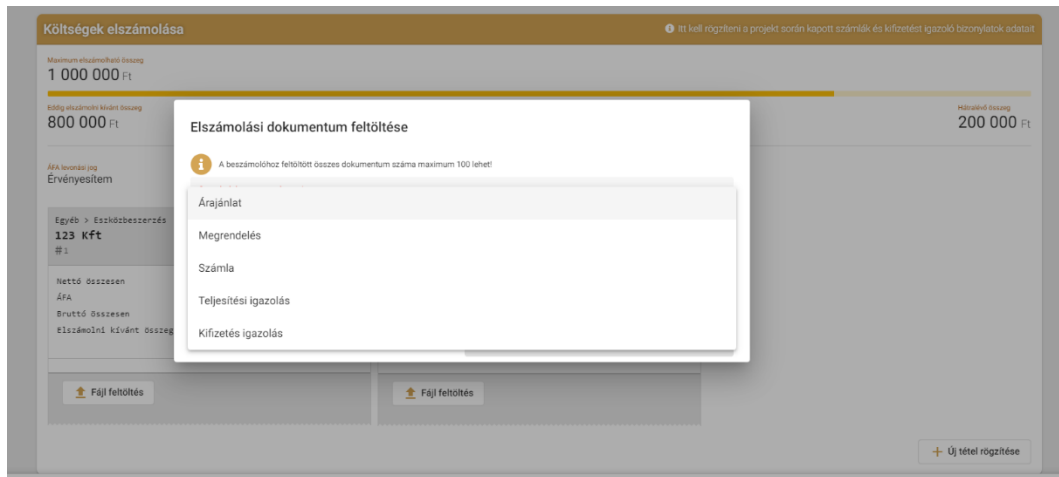 Költségek elszámolása
Itt kell rögzíteni a projekt során kapott számlák és kifizetést igazoló bizonylatok adatait
Maximum elszámolható összeg
1 000 000 Ft
Eddig elszámolni kívánt összeg
800 000 Ft
Hátralévő összeg
200 000 Ft
ÁFA levonási jog
Érvényesítem
Elszámolási dokumentum feltöltése
A beszámolóhoz feltöltött összes dokumentum száma maximum 100 lehet!
Árajánlat
Megrendelés
Számla
Teljesítési igazolás
Kifizetés igazolás
Egyéb > Eszközbeszerzés
123 Kft
#1
Nettó összesen
ÁFA
Bruttó összesen
Elszámolni kívánt összeg
Fájl feltöltés
Fájl feltöltés
Új tétel rögzítése